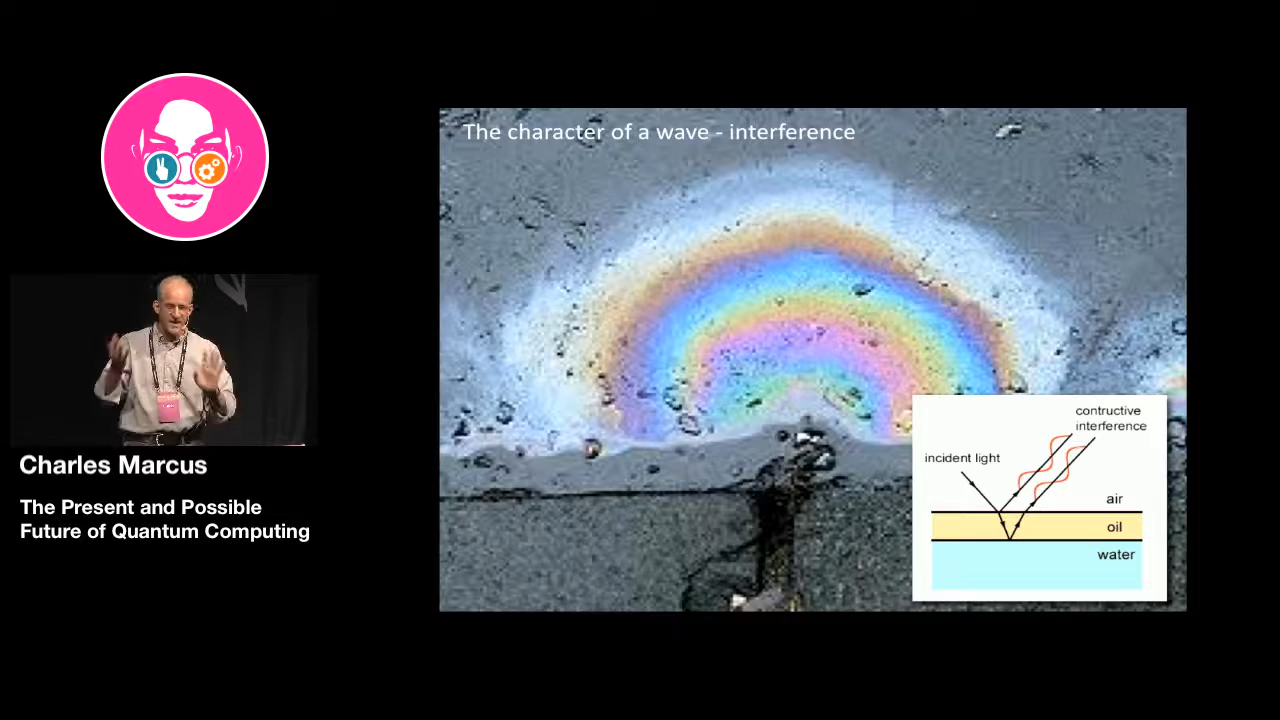 The character of a wave - interference
contructive
interference
incident light
air
oil
water
Charles Marcus
The Present and Possible
Future of Quantum Computing